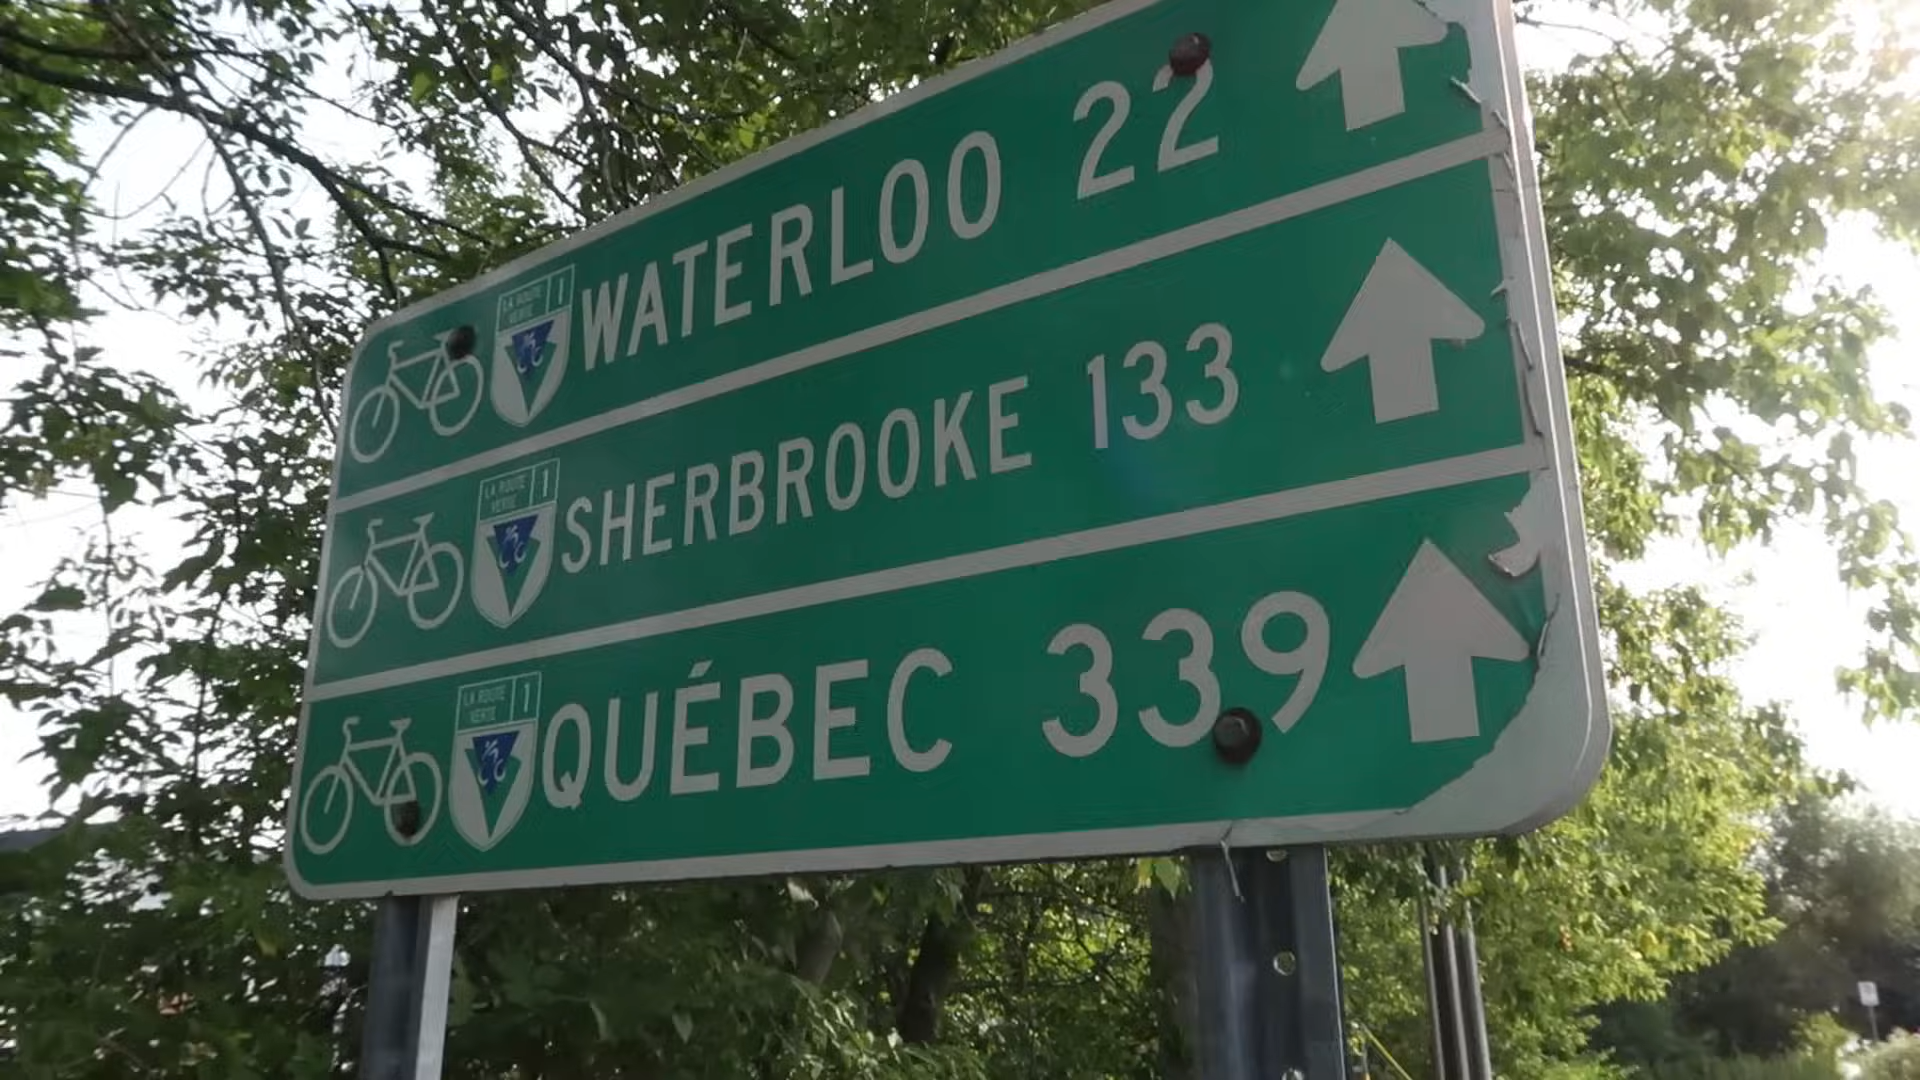 LA ROUTE VERTE 1 WATERLOO 22
LA ROUTE VERTE 1 SHERBROOKE 133
LA ROUTE VERTE 1 QUÉBEC 339